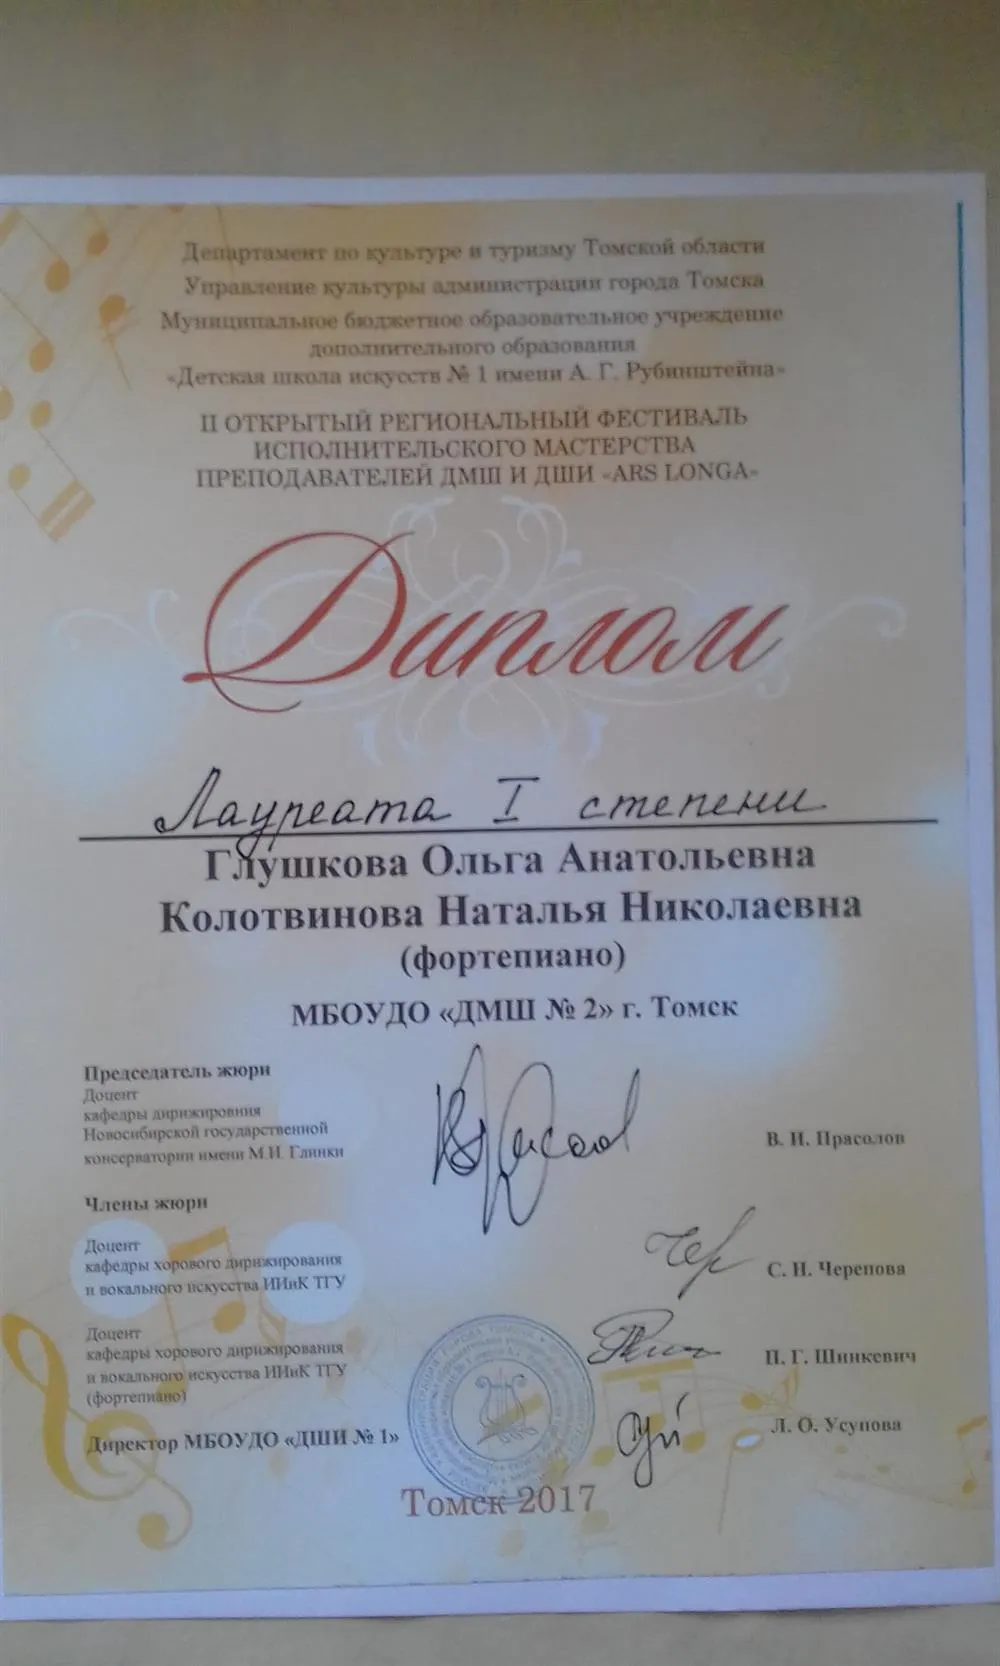 Департамент по культуре и туризму Томской области
Управление культуры администрации города Томска
Муниципальное бюджетное образовательное учреждение
дополнительного образования
«Детская школа искусств № 1 имени А. Г. Рубинштейна»
II ОТКРЫТЫЙ РЕГИОНАЛЬНЫЙ ФЕСТИВАЛЬ
ИСПОЛНИТЕЛЬСКОГО МАСТЕРСТВА
ПРЕПОДАВАТЕЛЕЙ ДМШ И ДШИ «ARS LONGA»
Диплом
Лауреата I степени
Глушкова Ольга Анатольевна
Колотвинова Наталья Николаевна
(фортепиано)
МБОУДО «ДМШ № 2» г. Томск
Председатель жюри
Доцент
кафедры дирижировния
Новосибирской государственной
консерватории имени М.И. Глинки
В. И. Прасолов
Члены жюри
Доцент
кафедры хорового дирижирования
и вокального искусства ИИиК ТГУ
С. Н. Черепова
Доцент
кафедры хорового дирижирования
и вокального искусства ИИиК ТГУ
(фортепиано)
П. Г. Шинкевич
Директор МБОУДО «ДШИ № 1»
Л. О. Усупова
Томск 2017